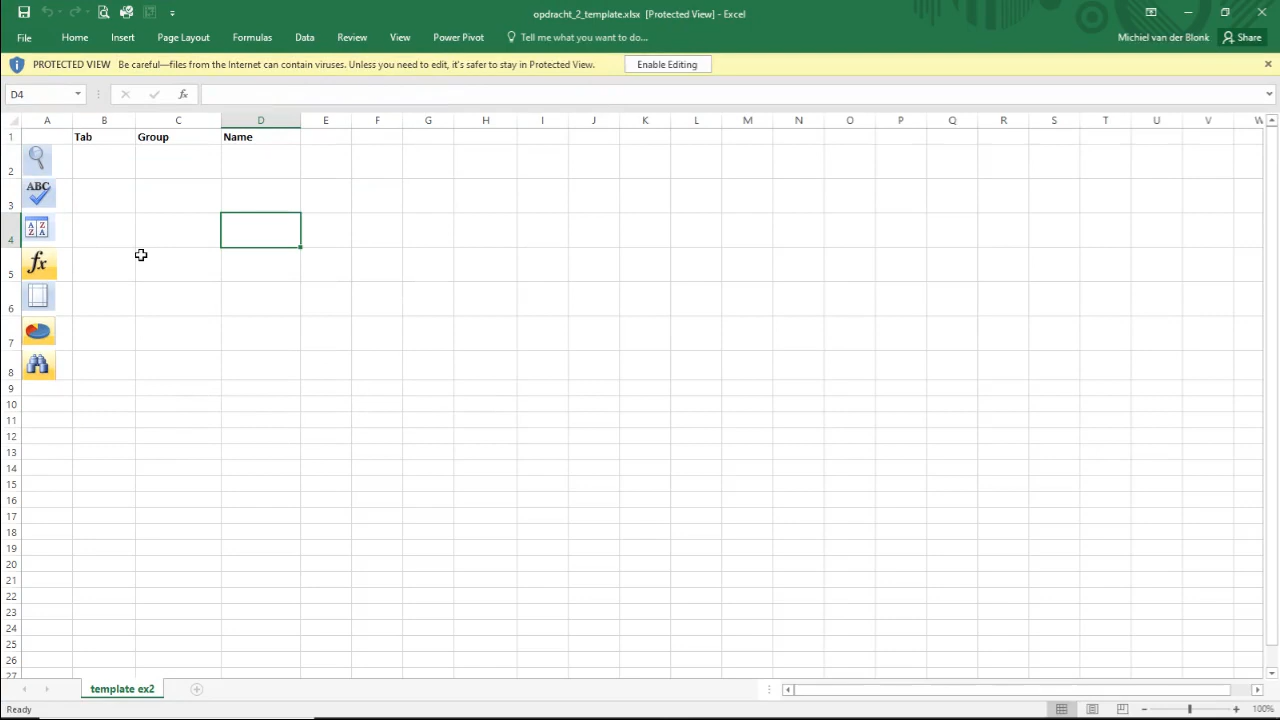 opdracht_2_template.xlsx [Protected View] - Excel
File Home Insert Page Layout Formulas Data Review View Power Pivot Tell me what you want to do... Michiel van der Blonk Share
PROTECTED VIEW Be careful—files from the Internet can contain viruses. Unless you need to edit, it's safer to stay in Protected View. Enable Editing
D4 fx
A B C D E F G H I J K L M N O P Q R S T U V W
1 Tab Group Name
2
3 ABC
4 A Z Z A
5 fx
6
7
8
9
10
11
12
13
14
15
16
17
18
19
20
21
22
23
24
25
26
27
template ex2
Ready 100%